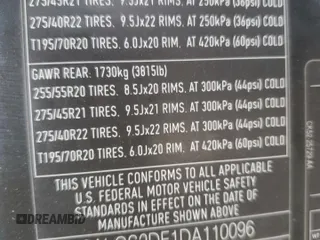 275/45R21 TIRES. 9.5Jx21 RIMS. AT 250kPa (36psi) COLD
275/40R22 TIRES. 9.5Jx22 RIMS. AT 250kPa (36psi) COLD
T195/70R20 TIRES. 6.0Jx20 RIM. AT 420kPa (60psi) COLD
GAWR REAR: 1730kg (3815lb)
255/55R20 TIRES. 8.5Jx20 RIMS. AT 300kPa (44psi) COLD
275/45R21 TIRES. 9.5Jx21 RIMS. AT 300kPa (44psi) COLD
275/40R22 TIRES. 9.5Jx22 RIMS. AT 300kPa (44psi) COLD
T195/70R20 TIRES. 6.0Jx20 RIM. AT 420kPa (60psi) COLD
THIS VEHICLE CONFORMS TO ALL APPLICABLE
U.S. FEDERAL MOTOR VEHICLE SAFETY
STANDARDS IN EFFECT ON THE DATE OF
MANUFACTURE SHOWN ABOVE
DREAMBID